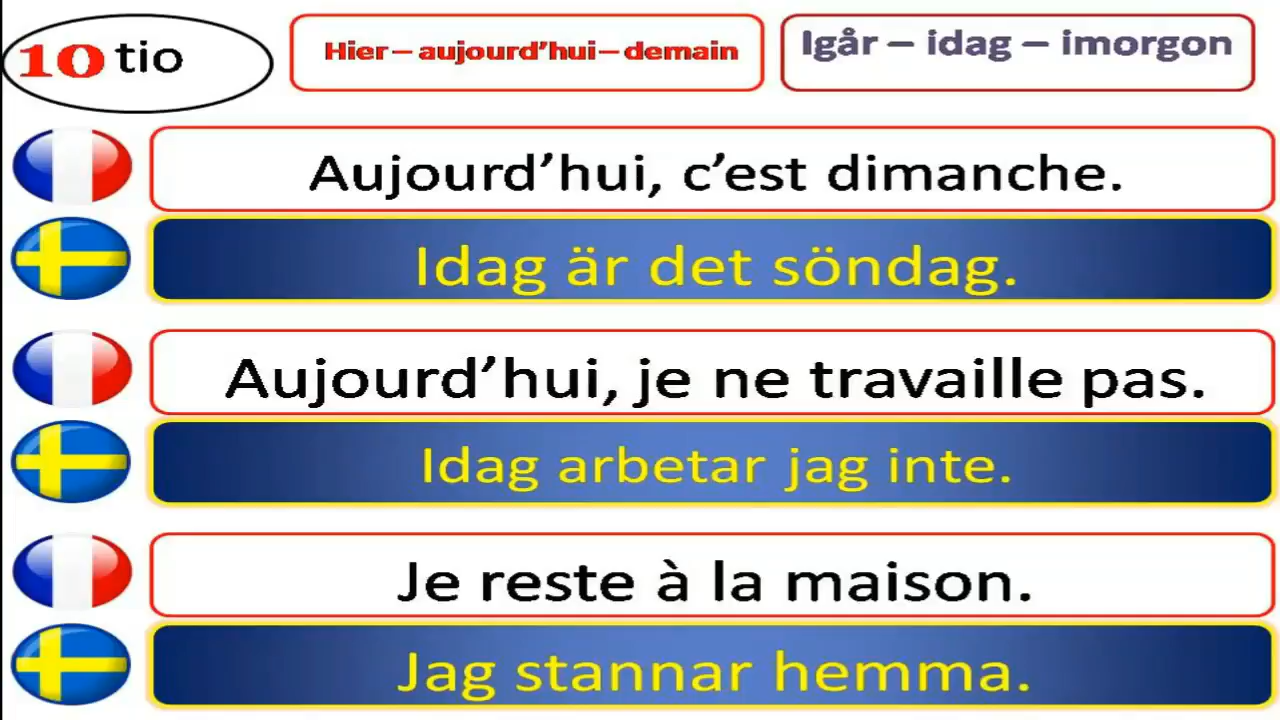 10 tio
Hier – aujourd’hui – demain
Igår – idag – imorgon
Aujourd’hui, c’est dimanche.
Idag är det söndag.
Aujourd’hui, je ne travaille pas.
Idag arbetar jag inte.
Je reste à la maison.
Jag stannar hemma.